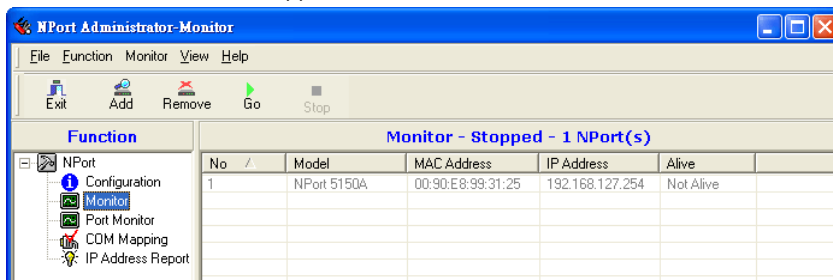 NPort Administrator-Monitor
File Function Monitor View Help
Exit Add Remove Go Stop
Function
Monitor - Stopped - 1 NPort(s)
NPort
Configuration
Monitor
Port Monitor
COM Mapping
IP Address Report
No Model MAC Address IP Address Alive
1 NPort 5150A 00:90:E8:99:31:25 192.168.127.254 Not Alive